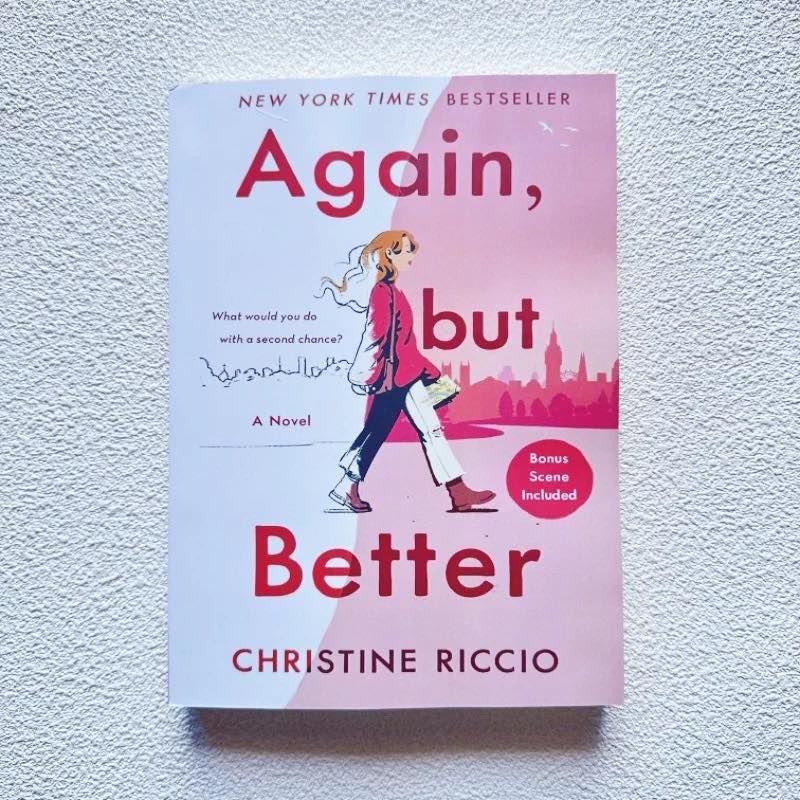 NEW YORK TIMES BESTSELLER
Again,
but
What would you do
with a second chance?
A Novel
Bonus
Scene
Included
Better
CHRISTINE RICCIO